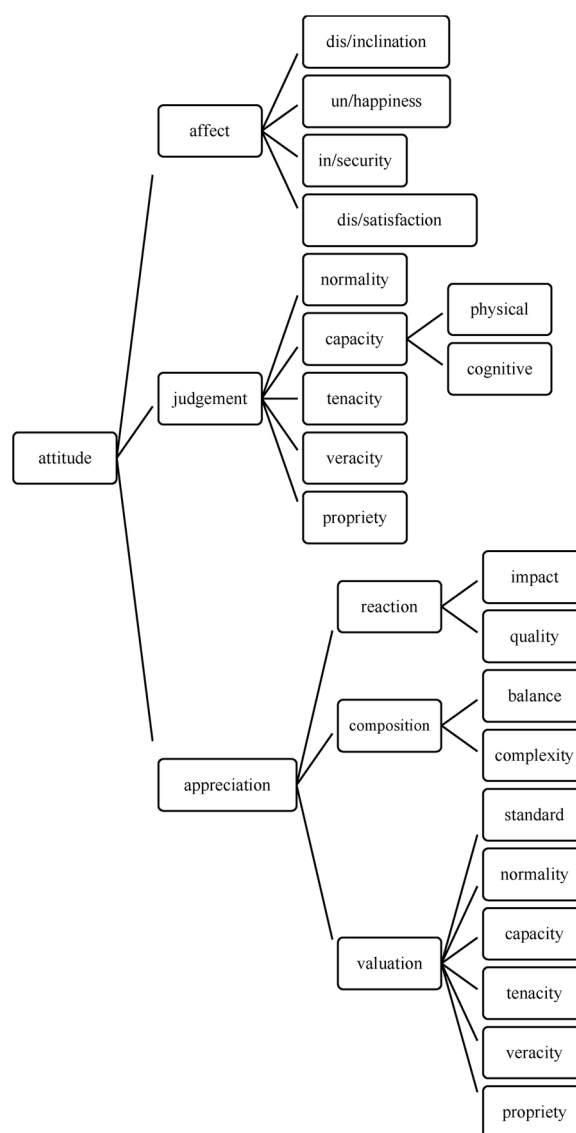 attitude
affect
dis/inclination
un/happiness
in/security
dis/satisfaction
judgement
normality
capacity
physical
cognitive
tenacity
veracity
propriety
appreciation
reaction
impact
quality
composition
balance
complexity
valuation
standard
normality
capacity
tenacity
veracity
propriety